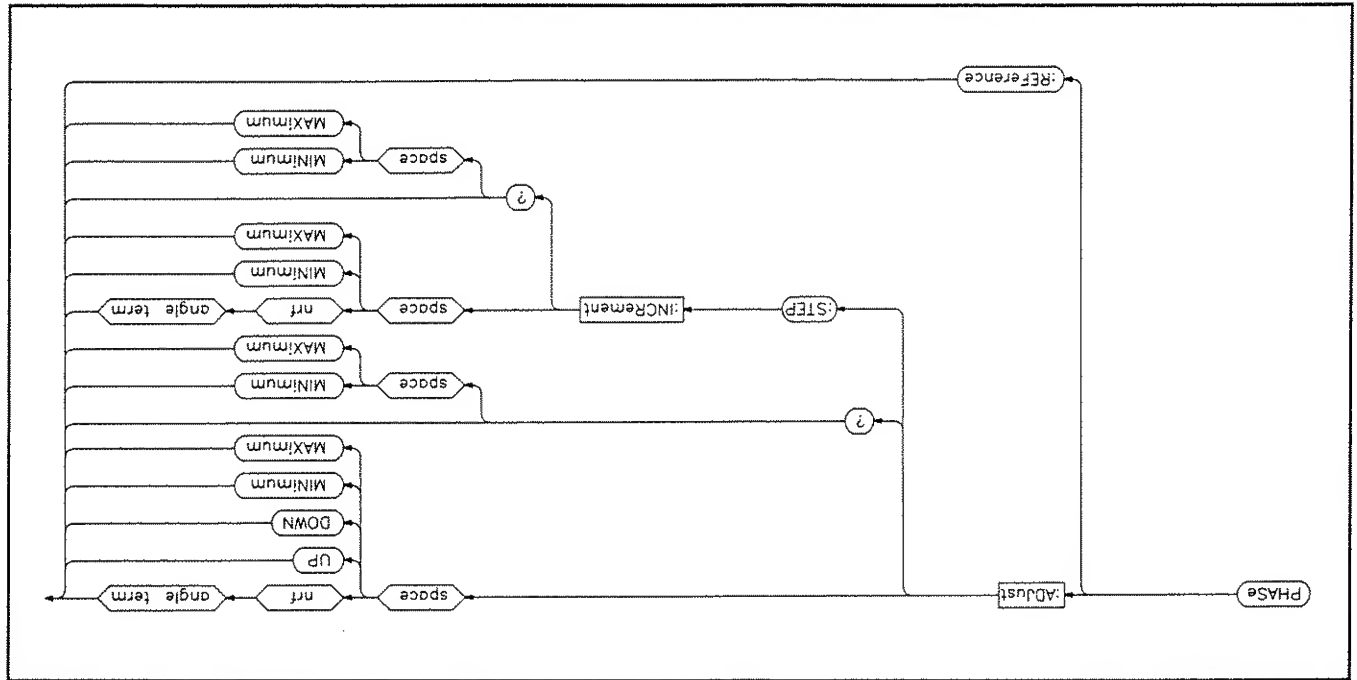 PHASe :ADJust space nrf angle term
UP
DOWN
MINimum
MAXimum
?
space MINimum
MAXimum
:STEP :INCRement space nrf angle term
MINimum
MAXimum
?
space MINimum
MAXimum
:REFerence